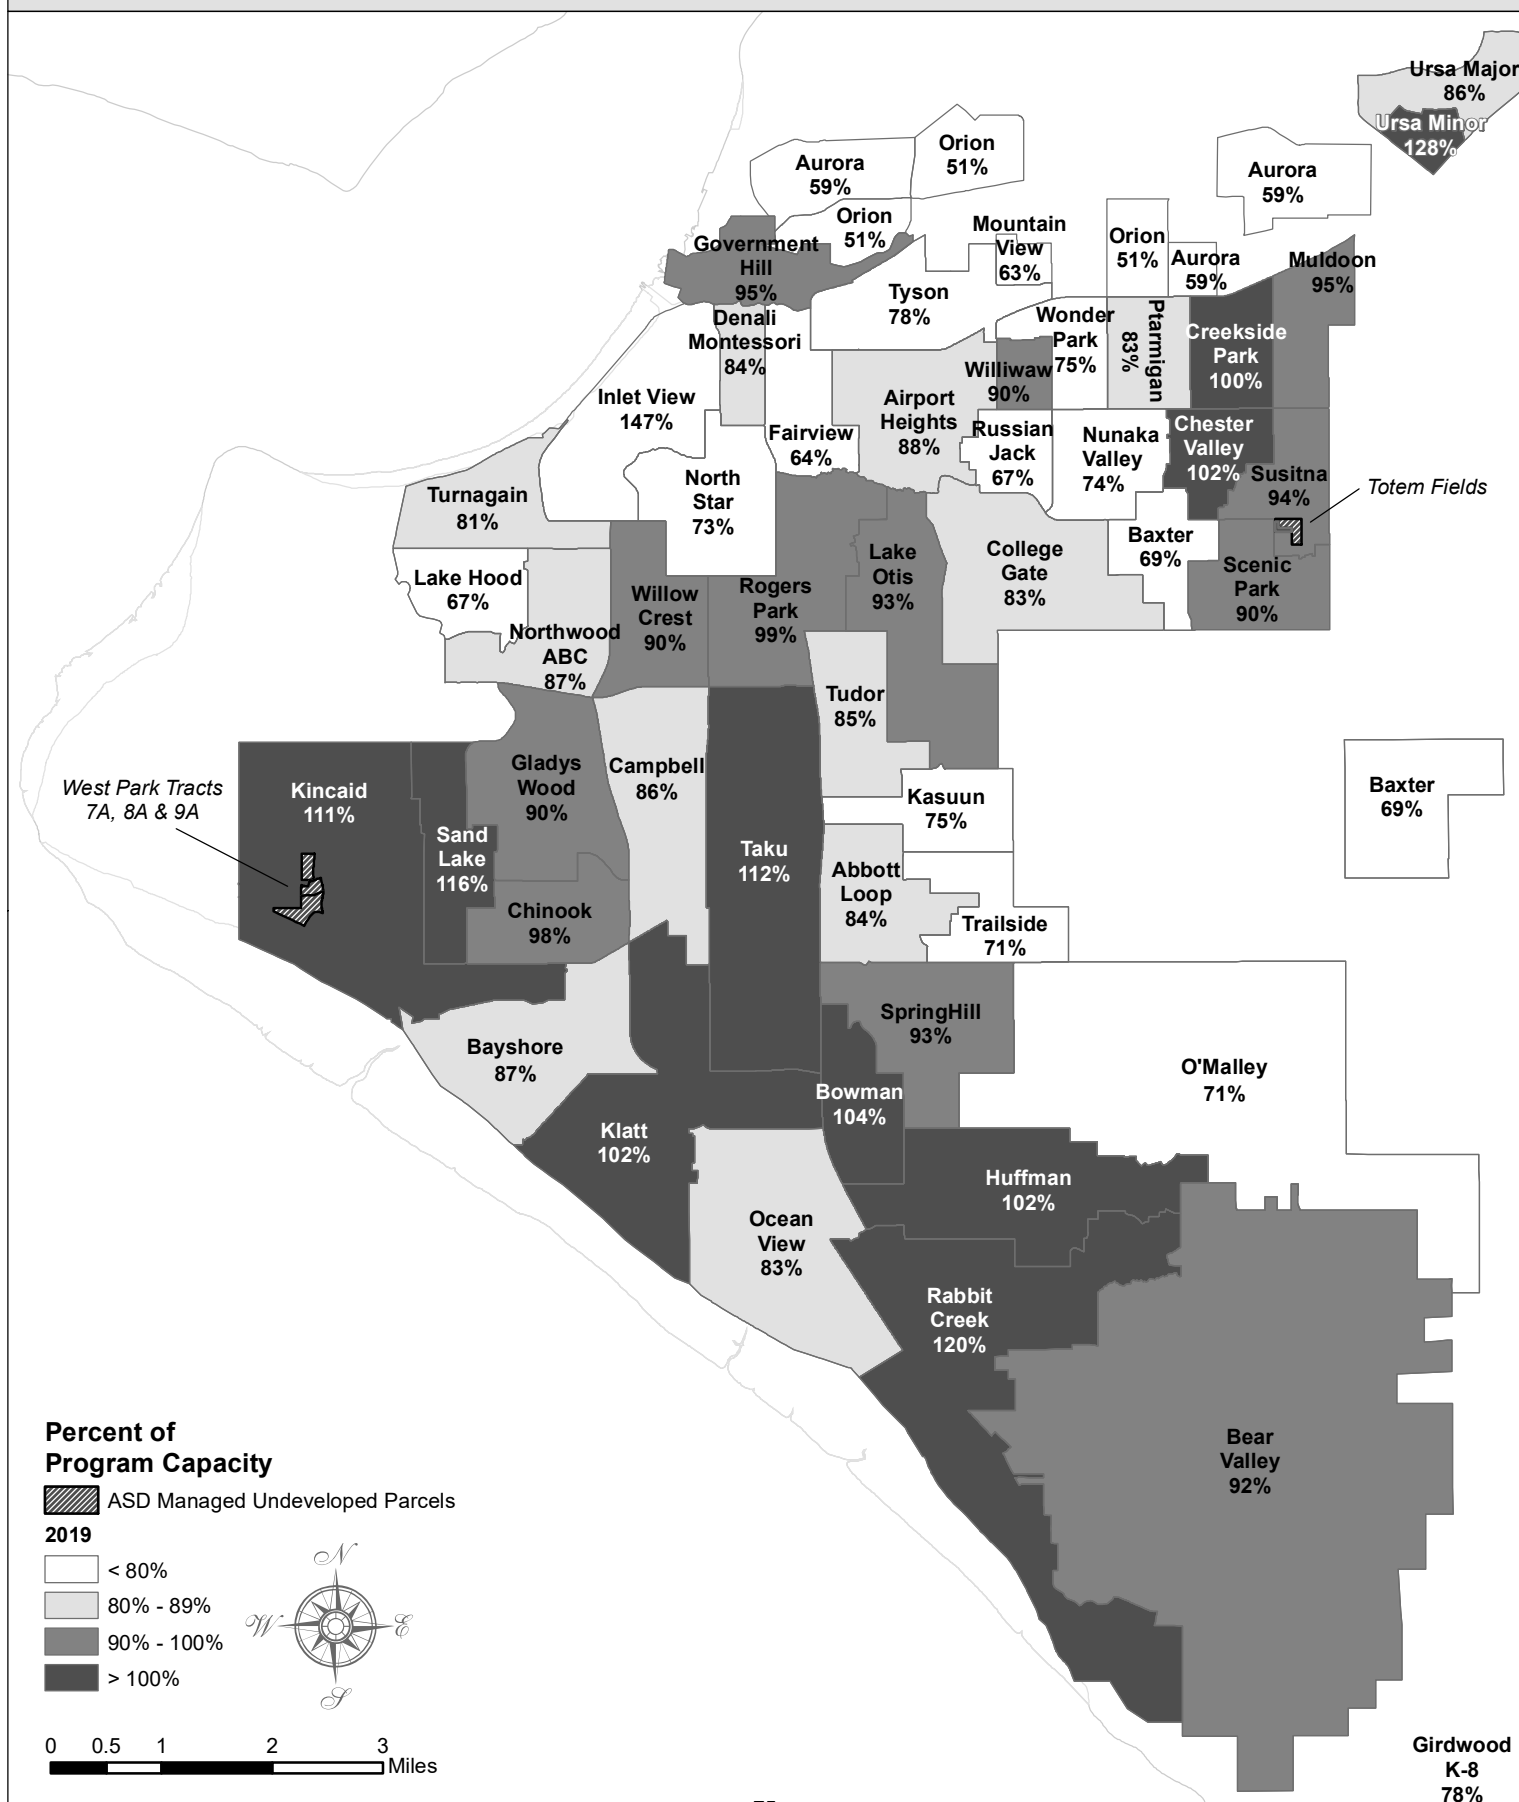 Ursa Major
86%
Ursa Minor
128%
Aurora
59%
Orion
51%
Aurora
59%
Orion
51%
Mountain
View
63%
Orion
51%
Aurora
59%
Muldoon
95%
Government
Hill
95%
Tyson
78%
Denali
Montessori
84%
Wonder
Park
75%
Ptarmigan
83%
Creekside
Park
100%
Williwaw
90%
Inlet View
147%
Airport
Heights
88%
Fairview
64%
Russian
Jack
67%
Nunaka
Valley
74%
Chester
Valley
102%
Susitna
94%
Totem Fields
Turnagain
81%
North
Star
73%
Baxter
69%
Lake
Otis
93%
College
Gate
83%
Scenic
Park
90%
Lake Hood
67%
Willow
Crest
90%
Rogers
Park
99%
Northwood
ABC
87%
Tudor
85%
Gladys
Wood
90%
Campbell
86%
West Park Tracts
7A, 8A & 9A
Kincaid
111%
Kasuun
75%
Baxter
69%
Sand
Lake
116%
Taku
112%
Abbott
Loop
84%
Chinook
98%
Trailside
71%
SpringHill
93%
Bayshore
87%
O'Malley
71%
Bowman
104%
Klatt
102%
Huffman
102%
Ocean
View
83%
Rabbit
Creek
120%
Bear
Valley
92%
Percent of
Program Capacity
ASD Managed Undeveloped Parcels
2019
< 80%
80% - 89%
90% - 100%
> 100%
N
W
E
S
0 0.5 1 2 3
Miles
Girdwood
K-8
78%